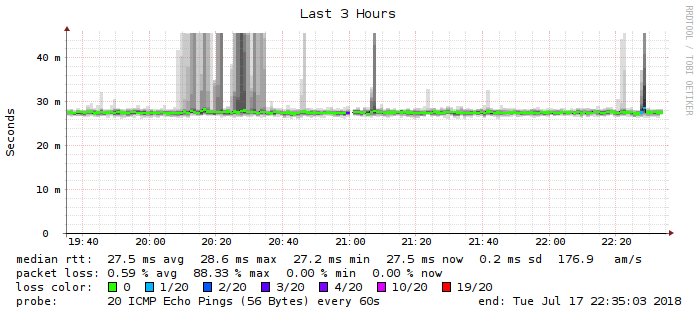 Last 3 Hours
RRDTOOL / TOBI OETIKER
Seconds
40 m
30 m
20 m
10 m
0
19:40 20:00 20:20 20:40 21:00 21:20 21:40 22:00 22:20
median rtt: 27.5 ms avg 28.6 ms max 27.2 ms min 27.5 ms now 0.2 ms sd 176.9 am/s
packet loss: 0.59 % avg 88.33 % max 0.00 % min 0.00 % now
loss color: 0 1/20 2/20 3/20 4/20 10/20 19/20
probe: 20 ICMP Echo Pings (56 Bytes) every 60s end: Tue Jul 17 22:35:03 2018